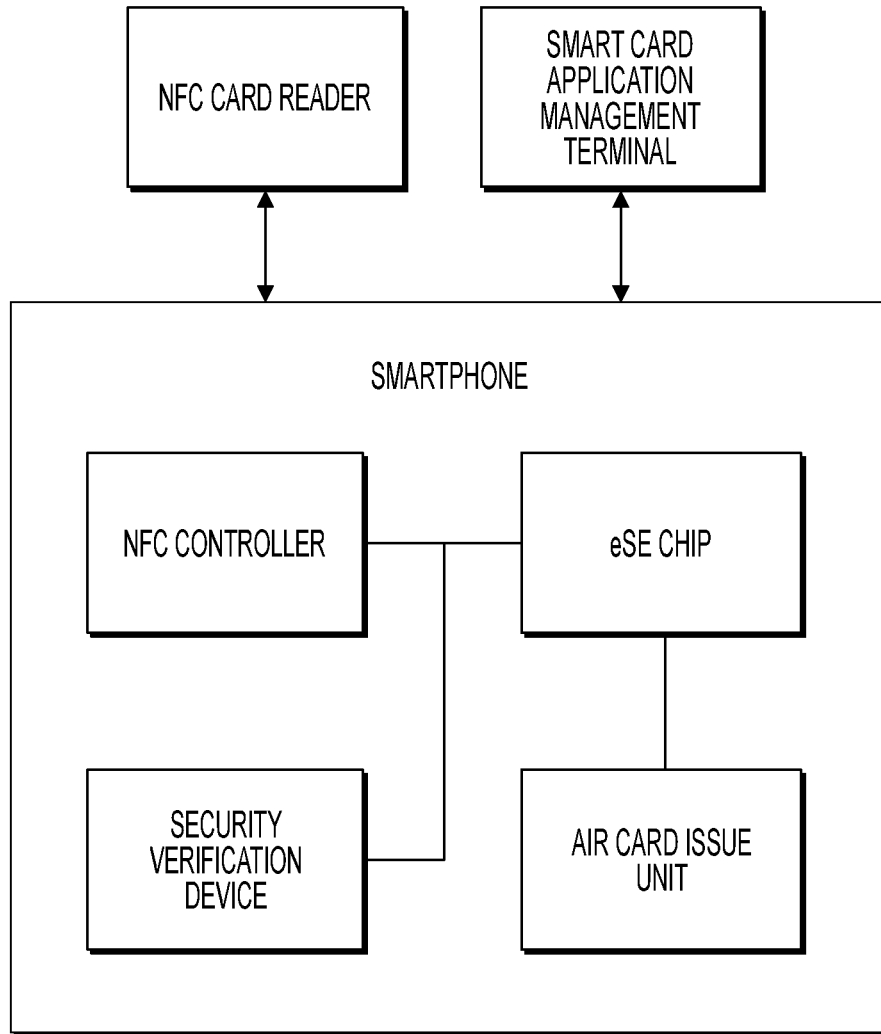 NFC CARD READER
SMART CARD
APPLICATION
MANAGEMENT
TERMINAL
SMARTPHONE
NFC CONTROLLER
eSE CHIP
SECURITY
VERIFICATION
DEVICE
AIR CARD ISSUE
UNIT